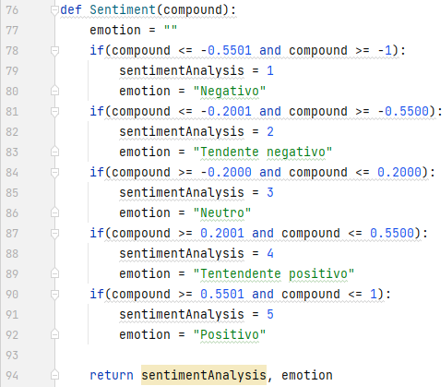 76 def Sentiment(compound):
77     emotion = ""
78     if(compound <= -0.5501 and compound >= -1):
79         sentimentAnalysis = 1
80         emotion = "Negativo"
81     if(compound <= -0.2001 and compound >= -0.5500):
82         sentimentAnalysis = 2
83         emotion = "Tendente negativo"
84     if(compound >= -0.2000 and compound <= 0.2000):
85         sentimentAnalysis = 3
86         emotion = "Neutro"
87     if(compound >= 0.2001 and compound <= 0.5500):
88         sentimentAnalysis = 4
89         emotion = "Tentendente positivo"
90     if(compound >= 0.5501 and compound <= 1):
91         sentimentAnalysis = 5
92         emotion = "Positivo"
93
94     return sentimentAnalysis, emotion